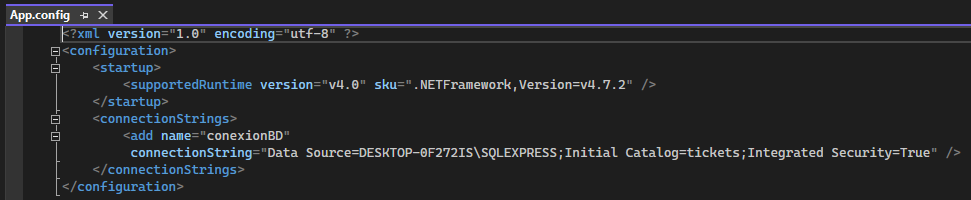 App.config
<?xml version="1.0" encoding="utf-8" ?>
<configuration>
<startup>
<supportedRuntime version="v4.0" sku=".NETFramework,Version=v4.7.2" />
</startup>
<connectionStrings>
<add name="conexionBD"
connectionString="Data Source=DESKTOP-0F272IS\SQLEXPRESS;Initial Catalog=tickets;Integrated Security=True" />
</connectionStrings>
</configuration>